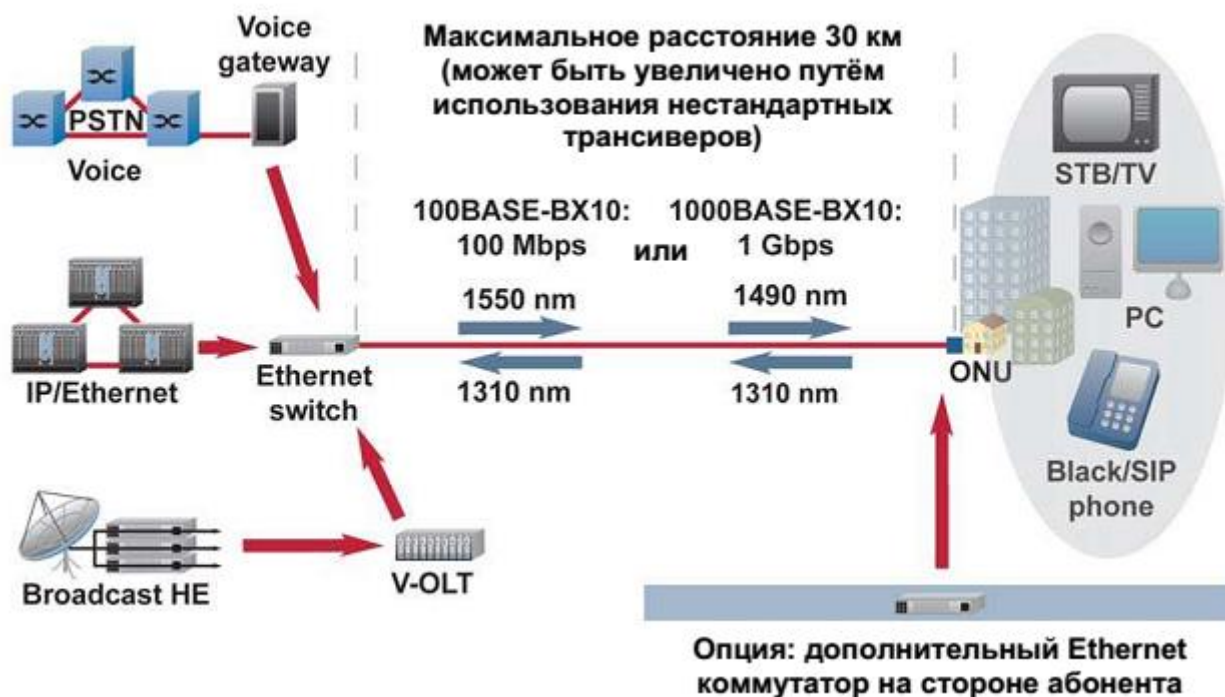 Voice
gateway
PSTN
Voice
Максимальное расстояние 30 км
(может быть увеличено путём
использования нестандартных
трансиверов)
STB/TV
100BASE-BX10:
100 Mbps
или
1000BASE-BX10:
1 Gbps
1550 nm
1490 nm
PC
IP/Ethernet
Ethernet
switch
1310 nm
1310 nm
ONU
Black/SIP
phone
Broadcast HE
V-OLT
Опция: дополнительный Ethernet
коммутатор на стороне абонента